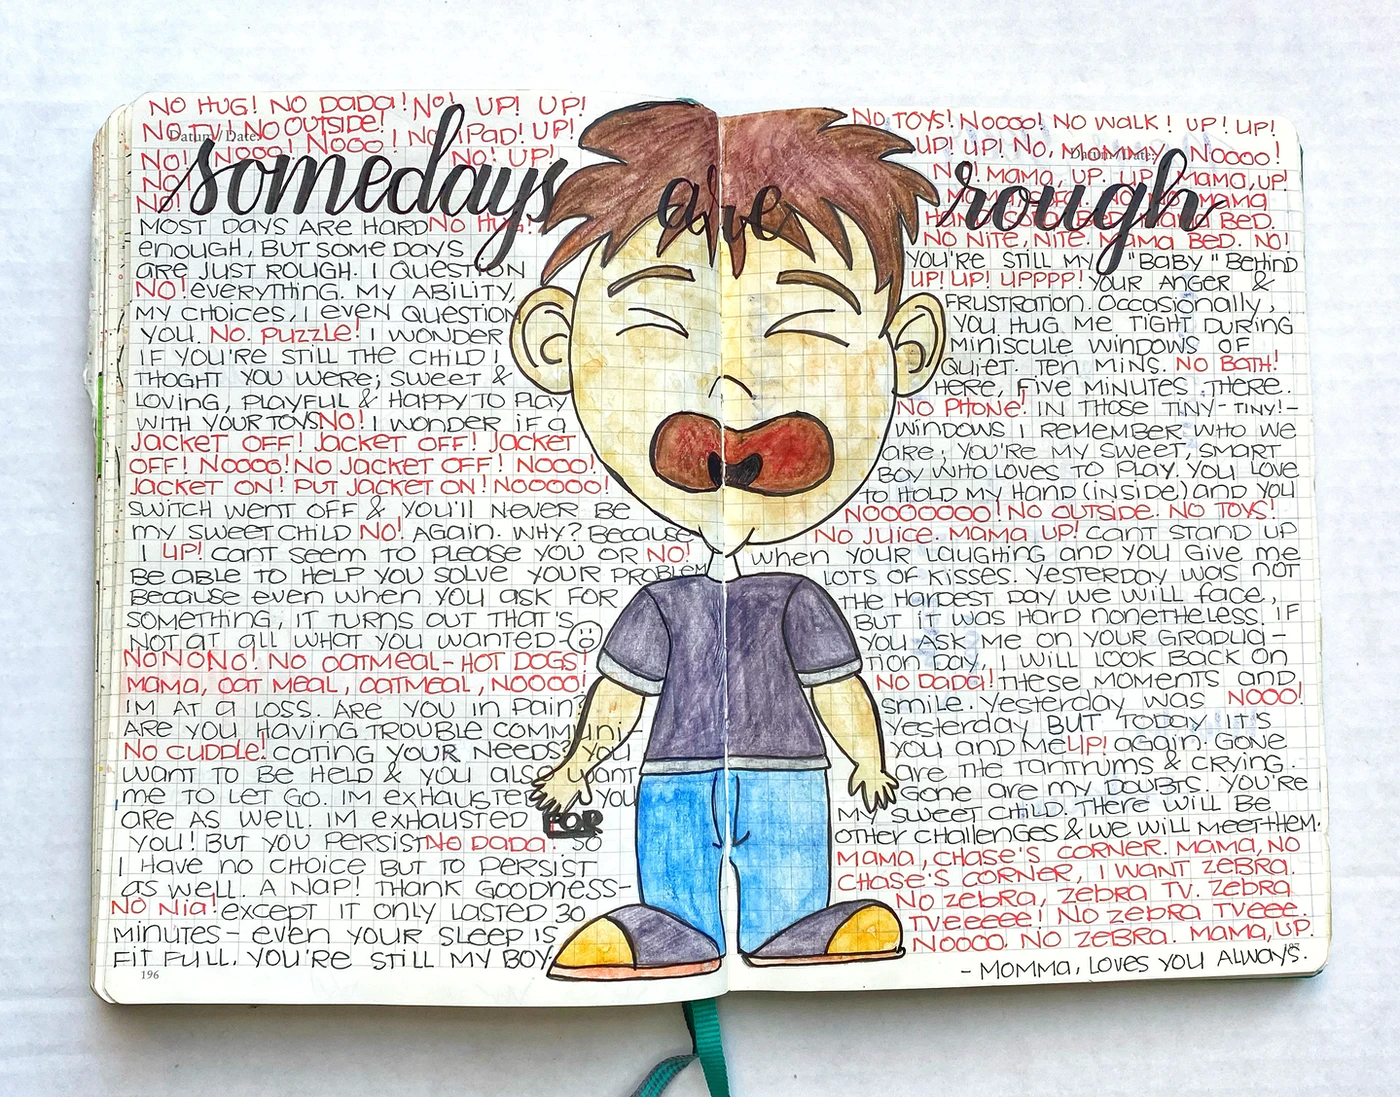 NO HUG! NO DADA! NO! UP! UP!
NO TV! NO OUTSIDE!
NO! NOOO! NOOO! NO IPAD! UP!
NO! UP!
NO!
NO!
somedays are rough
MOST DAYS ARE HARD NO HUG!
ENOUGH, BUT SOME DAYS
ARE JUST ROUGH. I QUESTION
NO! EVERYTHING. MY ABILITY,
MY CHOICES, I EVEN QUESTION
YOU. NO PUZZLE! I WONDER
IF YOU'RE STILL THE CHILD I
THOGHT YOU WERE; SWEET &
LOVING, PLAYFUL & HAPPY TO PLAY
WITH YOUR TOYS NO! I WONDER IF A
JACKET OFF! JACKET OFF! JACKET
OFF! NOOOO! NO JACKET OFF! NOOO!
JACKET ON! PUT JACKET ON! NOOOOO!
SWITCH WENT OFF & YOU'LL NEVER BE
MY SWEET CHILD NO! AGAIN. WHY? BECAUSE
I UP! CANT SEEM TO PLEASE YOU OR NO!
BE ABLE TO HELP YOU SOLVE YOUR PROBLEM
BECAUSE EVEN WHEN YOU ASK FOR
SOMETHING, IT TURNS OUT THAT'S
NOT AT ALL WHAT YOU WANTED-
NONONO! NO OATMEAL-HOT DOGS!
MAMA, OAT MEAL, OATMEAL, NOOOO!
IM AT A LOSS. ARE YOU IN PAIN?
ARE YOU HAVING TROUBLE COMMUNI-
NO CUDDLE! CATING YOUR NEEDS? YOU
WANT TO BE HELD & YOU ALSO WANT
ME TO LET GO. IM EXHAUSTED YOU
ARE AS WELL. IM EXHAUSTED FOR
YOU! BUT YOU PERSIST NO DADA! SO
I HAVE NO CHOICE BUT TO PERSIST
AS WELL. A NAP! THANK GOODNESS-
NO NIA! EXCEPT IT ONLY LASTED 30
MINUTES- EVEN YOUR SLEEP IS
FIT FULL. YOU'RE STILL MY BOY
196
NO TOYS! NOOOO! NO WALK! UP! UP!
UP! UP! NO, MOMMY, NOOOO!
NO! MAMA, UP. UP. MAMA, UP!
MAMA
BED. MAMA BED.
NO NITE, NITE. MAMA BED. NO!
YOU'RE STILL MY "BABY" BEHIND
UP! UP! UPPPP! YOUR ANGER &
FRUSTRATION. OCCASIONALLY,
YOU HUG ME TIGHT DURING
MINISCULE WINDOWS OF
QUIET. TEN MINS. NO BATH!
HERE, FIVE MINUTES THERE.
NO PHONE! IN THOSE TINY-TINY!-
WINDOWS I REMEMBER WHO WE
ARE; YOU'RE MY SWEET, SMART
BOY WHO LOVES TO PLAY. YOU LOVE
TO HOLD MY HAND (INSIDE) AND YOU
NOOOOOOO! NO OUTSIDE. NO TOYS!
NO JUICE. MAMA UP! CANT STAND UP
WHEN YOUR LAUGHING AND YOU GIVE ME
LOTS OF KISSES. YESTERDAY WAS NOT
THE HARDEST DAY WE WILL FACE,
BUT IT WAS HARD NONETHELESS. IF
YOU ASK ME ON YOUR GRADUA-
TION DAY, I WILL LOOK BACK ON
NO DADA! THESE MOMENTS AND
SMILE. YESTERDAY WAS NOOO!
YESTERDAY BUT TODAY IT IS
YOU AND ME UP! AGAIN. GONE
ARE THE TANTRUMS & CRYING.
GONE ARE MY DOUBTS. YOU'RE
MY SWEET CHILD. THERE WILL BE
OTHER CHALLENGES & WE WILL MEET THEM.
MAMA, CHASE'S CORNER. MAMA, NO
CHASE'S CORNER, I WANT ZEBRA.
NO ZEBRA, ZEBRA TV. ZEBRA
TVEEEEE! NO ZEBRA TVEEE.
NOOOO. NO ZEBRA. MAMA, UP.
- MOMMA, LOVES YOU ALWAYS.